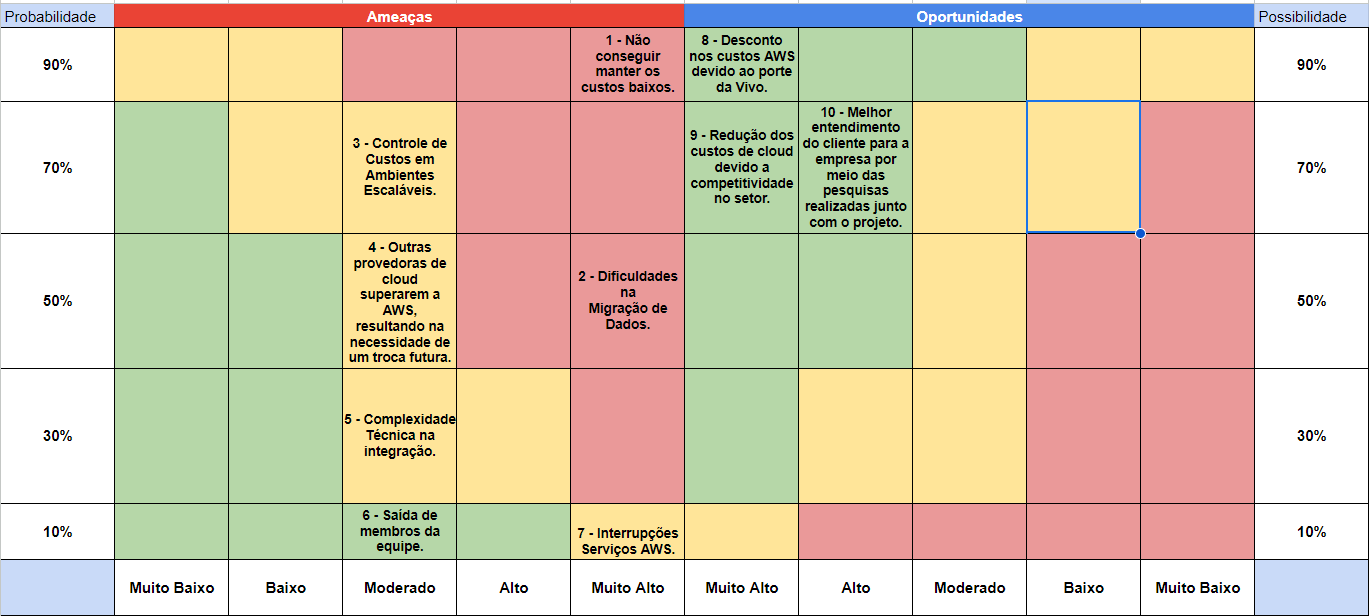 Probabilidade
Ameaças
Oportunidades
Possibilidade
90%
1 - Não
conseguir
manter os
custos baixos.
8 - Desconto
nos custos AWS
devido ao porte
da Vivo.
90%
70%
3 - Controle de
Custos em
Ambientes
Escaláveis.
9 - Redução dos
custos de cloud
devido a
competitividade
no setor.
10 - Melhor
entendimento
do cliente para a
empresa por
meio das
pesquisas
realizadas junto
com o projeto.
70%
50%
4 - Outras
provedoras de
cloud
superarem a
AWS,
resultando na
necessidade de
um troca futura.
2 - Dificuldades
na
Migração de
Dados.
50%
30%
5 - Complexidade
Técnica na
integração.
30%
10%
6 - Saída de
membros da
equipe.
7 - Interrupções
Serviços AWS.
10%
Muito Baixo
Baixo
Moderado
Alto
Muito Alto
Muito Alto
Alto
Moderado
Baixo
Muito Baixo